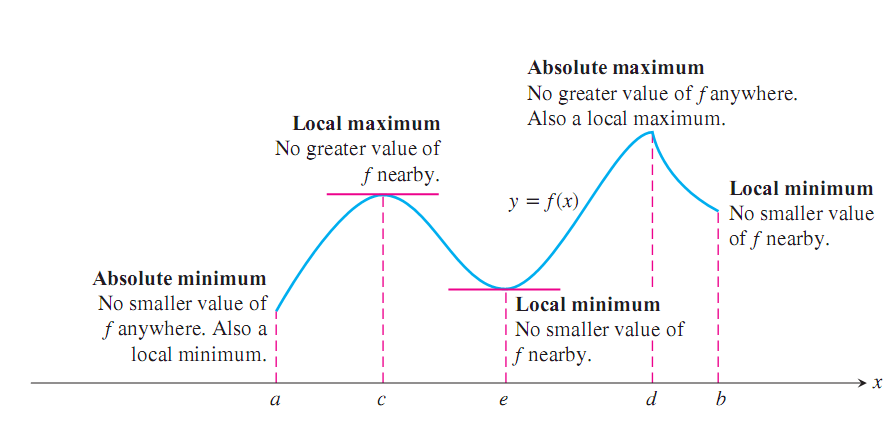 Absolute maximum
No greater value of f anywhere.
Also a local maximum.
Local maximum
No greater value of
f nearby.
y = f(x)
Local minimum
No smaller value
of f nearby.
Absolute minimum
No smaller value of
f anywhere. Also a
local minimum.
Local minimum
No smaller value of
f nearby.
x
a
c
e
d
b